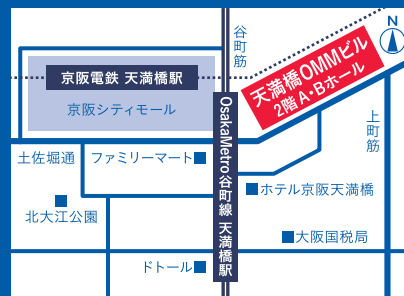 N
谷町筋
天満橋OMMビル
2階 A・Bホール
京阪電鉄 天満橋駅
京阪シティモール
上町筋
OsakaMetro谷町線 天満橋駅
土佐堀通
ファミリーマート
ホテル京阪天満橋
北大江公園
大阪国税局
ドトール